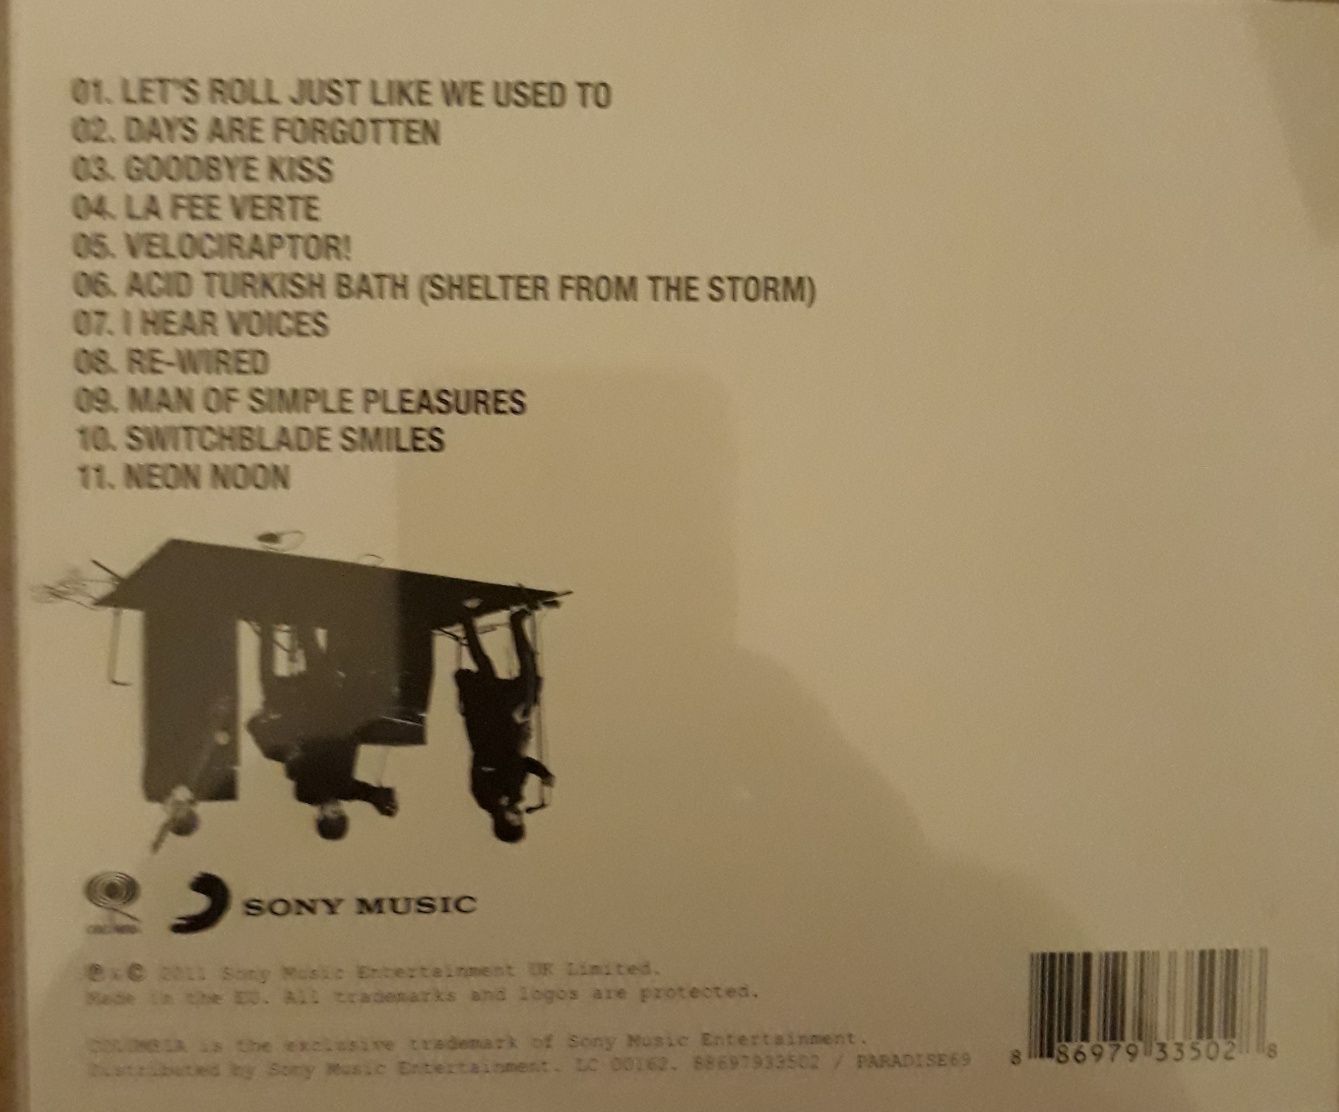 01. LET'S ROLL JUST LIKE WE USED TO
02. DAYS ARE FORGOTTEN
03. GOODBYE KISS
04. LA FEE VERTE
05. VELOCIRAPTOR!
06. ACID TURKISH BATH (SHELTER FROM THE STORM)
07. I HEAR VOICES
08. RE-WIRED
09. MAN OF SIMPLE PLEASURES
10. SWITCHBLADE SMILES
11. NEON NOON
SONY MUSIC
℗ & © 2011 Sony Music Entertainment UK Limited.
Made in the EU. All trademarks and logos are protected.
COLUMBIA is the exclusive trademark of Sony Music Entertainment.
Distributed by Sony Music Entertainment. LC 00162. 88697933502 / PARADISE69
8 86979 33502 8